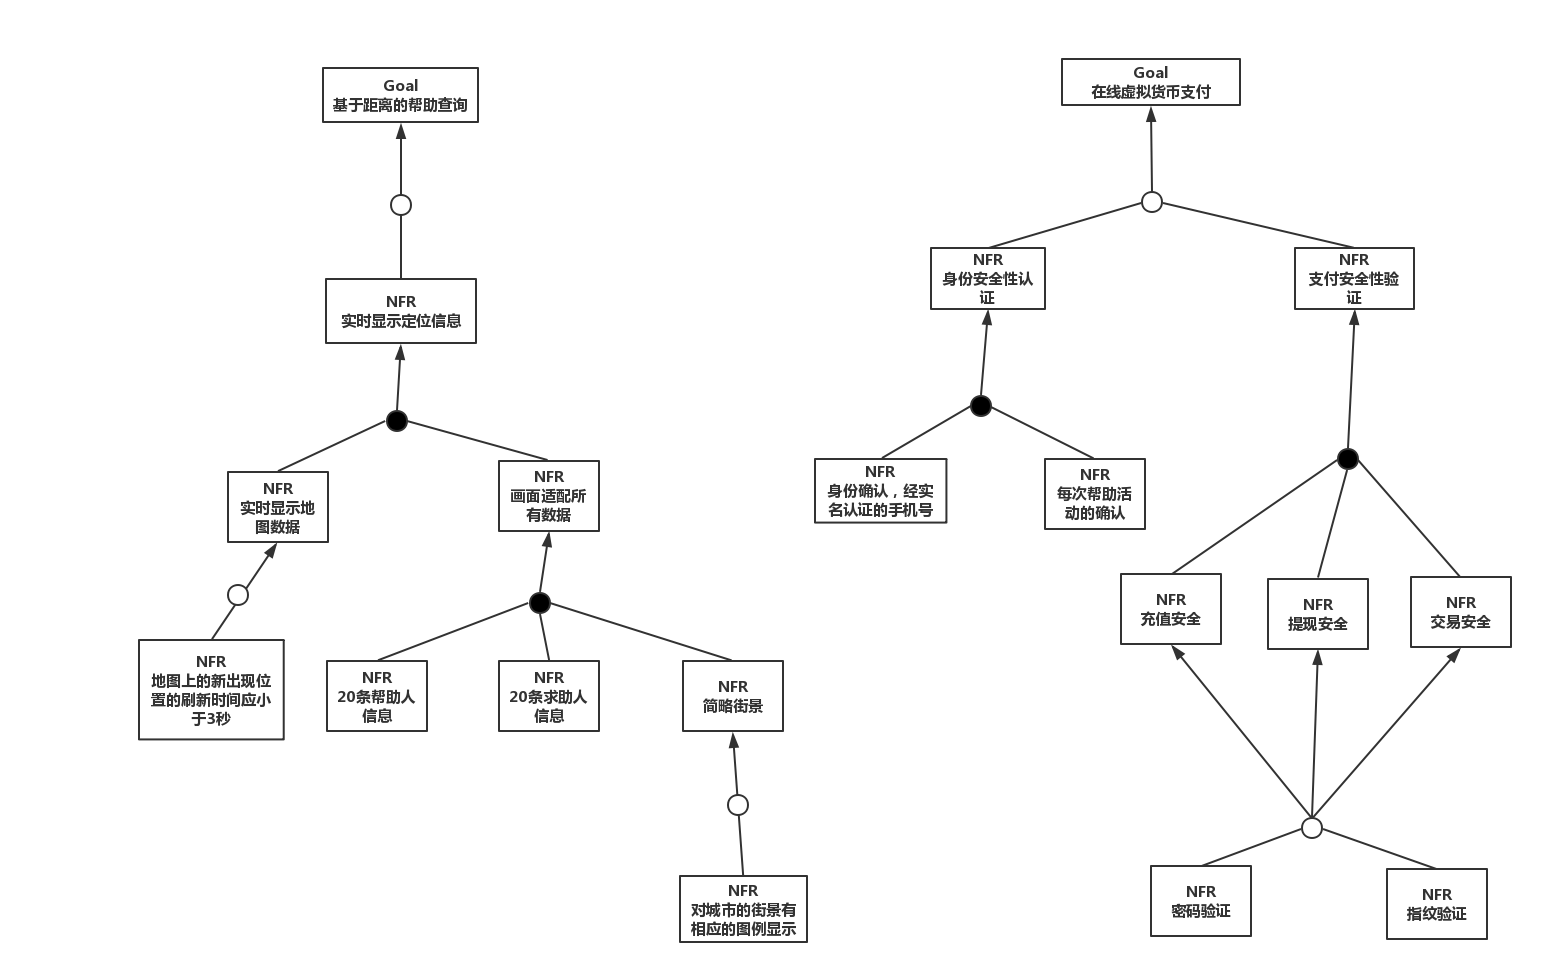 Goal
基于距离的帮助查询
NFR
实时显示定位信息
NFR
实时显示地
图数据
NFR
画面适配所
有数据
NFR
地图上的新出现位
置的刷新时间应小
于3秒
NFR
20条帮助人
信息
NFR
20条求助人
信息
NFR
简略街景
NFR
对城市的街景有
相应的图例显示
Goal
在线虚拟货币支付
NFR
身份安全性认
证
NFR
支付安全性验
证
NFR
身份确认，经实
名认证的手机号
NFR
每次帮助活
动的确认
NFR
充值安全
NFR
提现安全
NFR
交易安全
NFR
密码验证
NFR
指纹验证